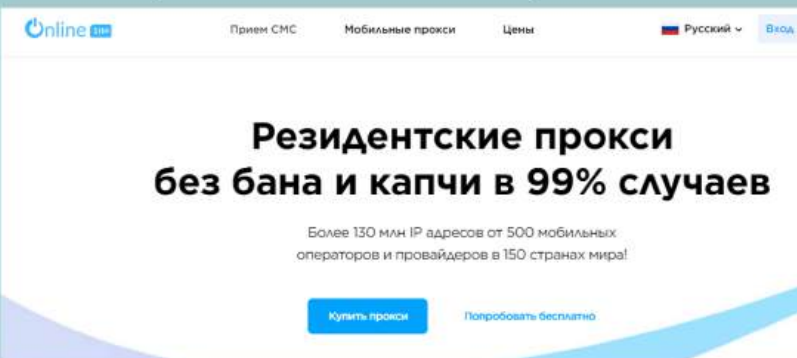 Online SIM
Прием СМС
Мобильные прокси
Цены
Русский
Вход
Резидентские прокси
без бана и капчи в 99% случаев
Более 130 млн IP адресов от 500 мобильных
операторов и провайдеров в 150 странах мира!
Купить прокси
Попробовать бесплатно